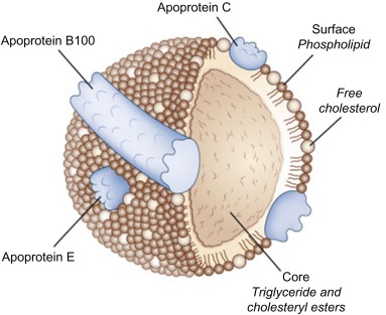 Apoprotein C
Apoprotein B100
Surface
Phospholipid
Free
cholesterol
Apoprotein E
Core
Triglyceride and
cholesteryl esters